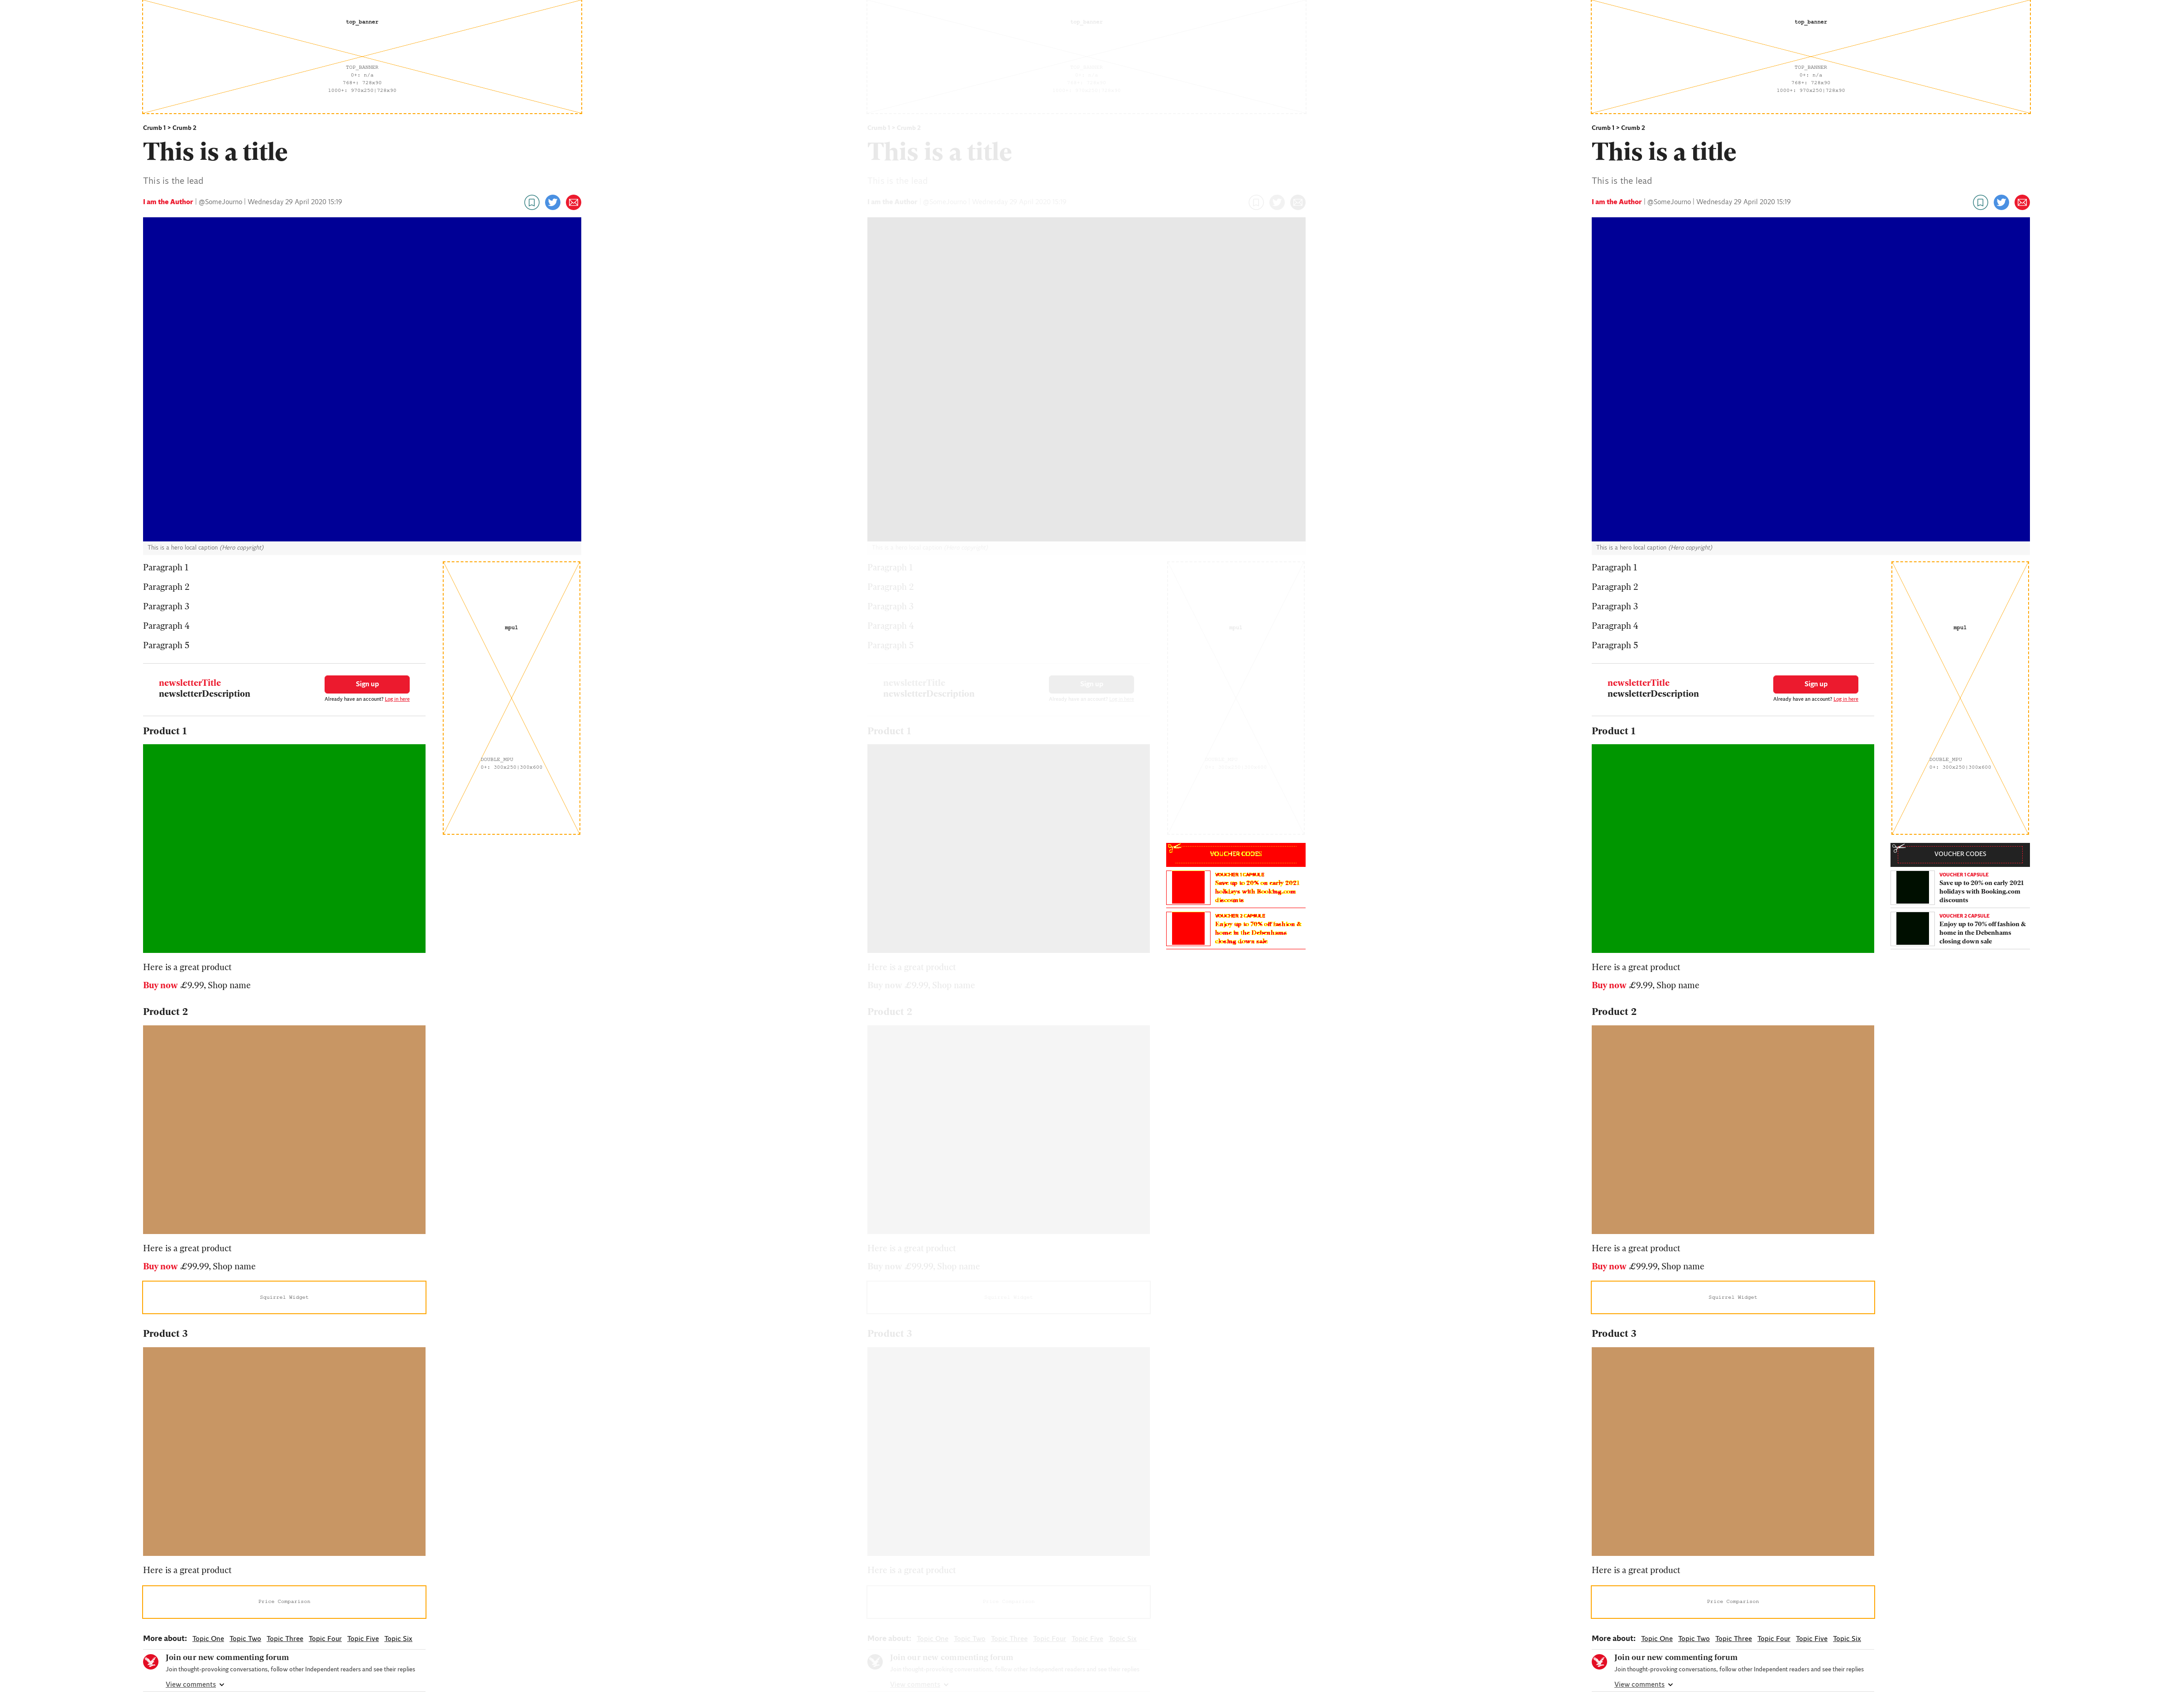 top_banner
TOP_BANNER
0+: n/a
768+: 728x90
1000+: 970x250|728x90
Crumb 1 > Crumb 2
This is a title
This is the lead
I am the Author | @SomeJourno | Wednesday 29 April 2020 15:19
This is a hero local caption (Hero copyright)
Paragraph 1
Paragraph 2
Paragraph 3
Paragraph 4
Paragraph 5
mpu1
DOUBLE_MPU
0+: 300x250|300x600
newsletterTitle
newsletterDescription
Sign up
Already have an account? Log in here
Product 1
Here is a great product
Buy now £9.99, Shop name
Product 2
Here is a great product
Buy now £99.99, Shop name
Squirrel Widget
Product 3
Here is a great product
Price Comparison
More about: Topic One Topic Two Topic Three Topic Four Topic Five Topic Six
Join our new commenting forum
Join thought-provoking conversations, follow other Independent readers and see their replies
View comments
top_banner
Crumb 1 > Crumb 2
This is a title
This is the lead
I am the Author | @SomeJourno | Wednesday 29 April 2020 15:19
Paragraph 1
Paragraph 2
Paragraph 3
Paragraph 4
Paragraph 5
mpu1
newsletterTitle
newsletterDescription
Sign up
Already have an account? Log in here
Product 1
VOUCHER CODES
VOUCHER 1 CAPSULE
Save up to 20% on early 2021
holidays with Booking.com
discounts
VOUCHER 2 CAPSULE
Enjoy up to 70% off fashion &
home in the Debenhams
closing down sale
Here is a great product
Buy now £9.99, Shop name
Product 2
Here is a great product
Buy now £99.99, Shop name
Product 3
Here is a great product
More about: Topic One Topic Two Topic Three Topic Four Topic Five Topic Six
Join our new commenting forum
Join thought-provoking conversations, follow other Independent readers and see their replies
View comments
top_banner
TOP_BANNER
0+: n/a
768+: 728x90
1000+: 970x250|728x90
Crumb 1 > Crumb 2
This is a title
This is the lead
I am the Author | @SomeJourno | Wednesday 29 April 2020 15:19
This is a hero local caption (Hero copyright)
Paragraph 1
Paragraph 2
Paragraph 3
Paragraph 4
Paragraph 5
mpu1
DOUBLE_MPU
0+: 300x250|300x600
newsletterTitle
newsletterDescription
Sign up
Already have an account? Log in here
Product 1
VOUCHER CODES
VOUCHER 1 CAPSULE
Save up to 20% on early 2021
holidays with Booking.com
discounts
VOUCHER 2 CAPSULE
Enjoy up to 70% off fashion &
home in the Debenhams
closing down sale
Here is a great product
Buy now £9.99, Shop name
Product 2
Here is a great product
Buy now £99.99, Shop name
Squirrel Widget
Product 3
Here is a great product
Price Comparison
More about: Topic One Topic Two Topic Three Topic Four Topic Five Topic Six
Join our new commenting forum
Join thought-provoking conversations, follow other Independent readers and see their replies
View comments